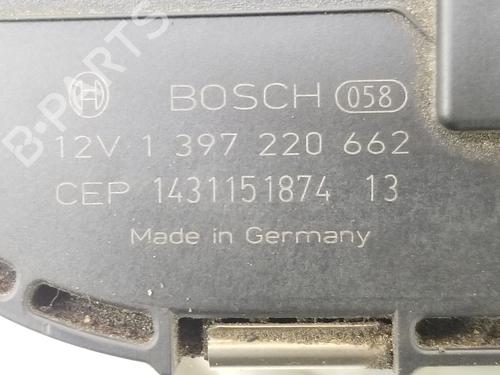 BOSCH 058
12V 1 397 220 662
CEP 1431151874 13
Made in Germany
B-PARTS